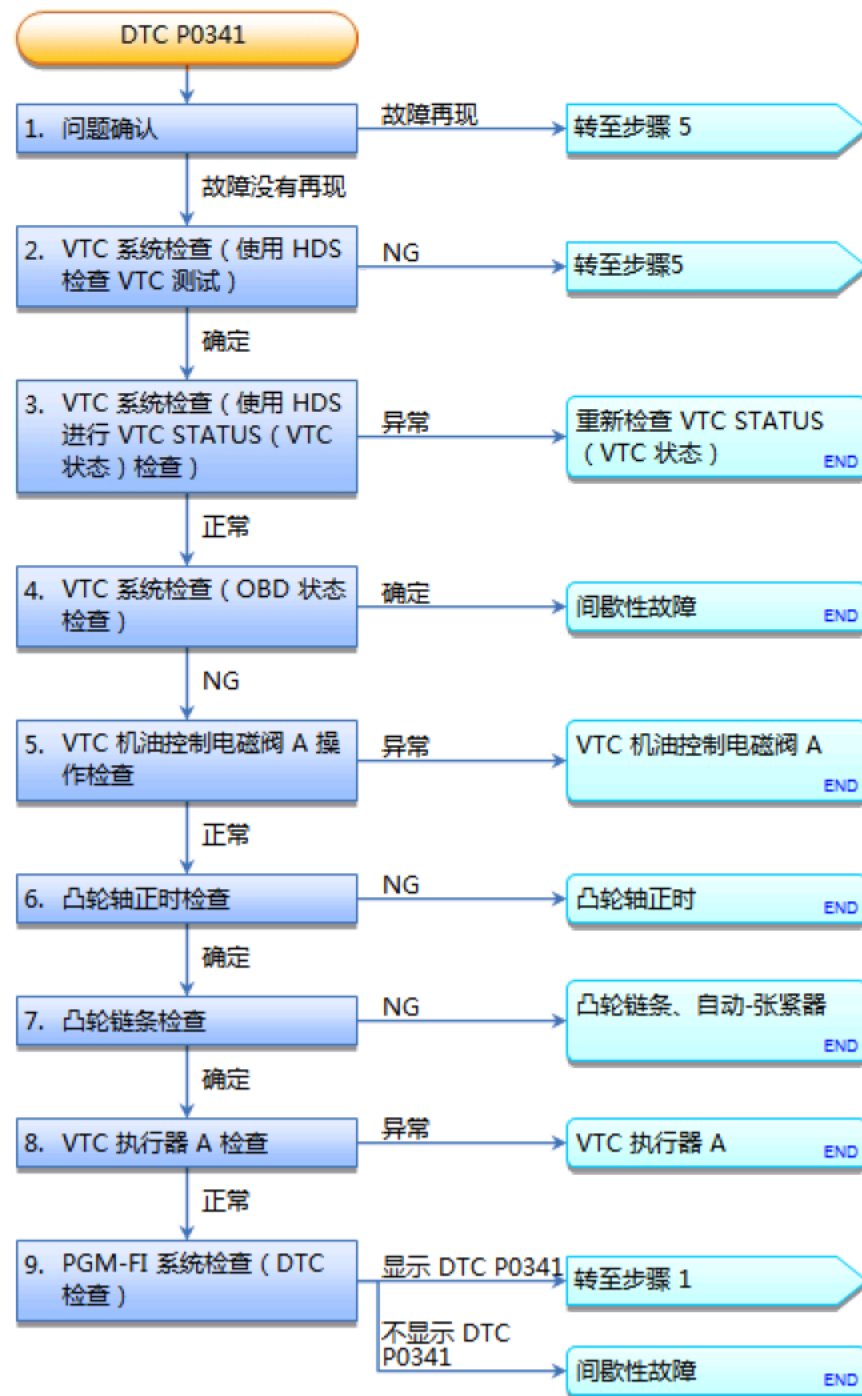 DTC P0341
1. 问题确认
故障再现
转至步骤 5
故障没有再现
2. VTC 系统检查 ( 使用 HDS
检查 VTC 测试 )
NG
转至步骤5
确定
3. VTC 系统检查 ( 使用 HDS
进行 VTC STATUS ( VTC
状态 ) 检查 )
异常
重新检查 VTC STATUS
( VTC 状态 )
END
正常
4. VTC 系统检查 ( OBD 状态
检查 )
确定
间歇性故障
END
NG
5. VTC 机油控制电磁阀 A 操
作检查
异常
VTC 机油控制电磁阀 A
END
正常
6. 凸轮轴正时检查
NG
凸轮轴正时
END
确定
7. 凸轮链条检查
NG
凸轮链条、自动-张紧器
END
确定
8. VTC 执行器 A 检查
异常
VTC 执行器 A
END
正常
9. PGM-FI 系统检查 ( DTC
检查 )
显示 DTC P0341
转至步骤 1
不显示 DTC
P0341
间歇性故障
END